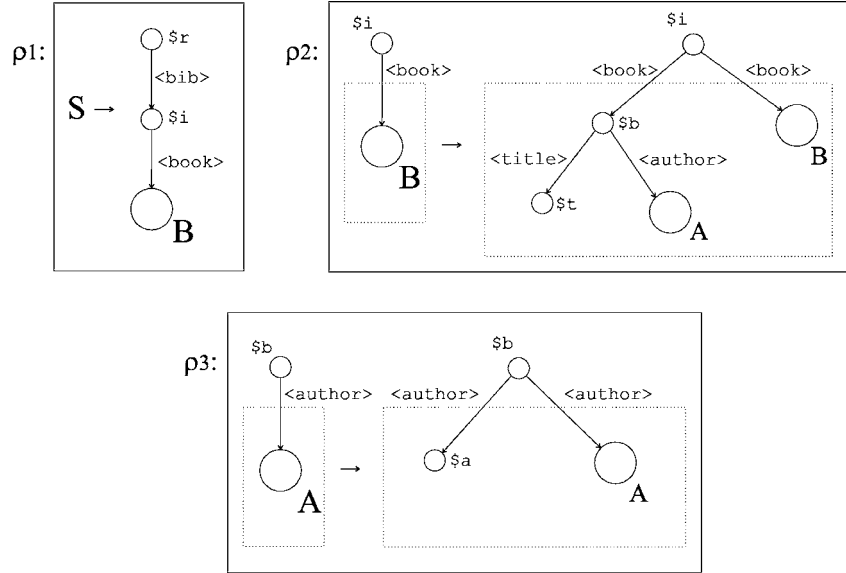 ρ1:
S →
$r
<bib>
$i
<book>
B
ρ2:
$i
<book>
B
→
$i
<book> <book>
$b
B
<title> <author>
$t
A
ρ3:
$b
<author>
A
→
$b
<author> <author>
$a
A